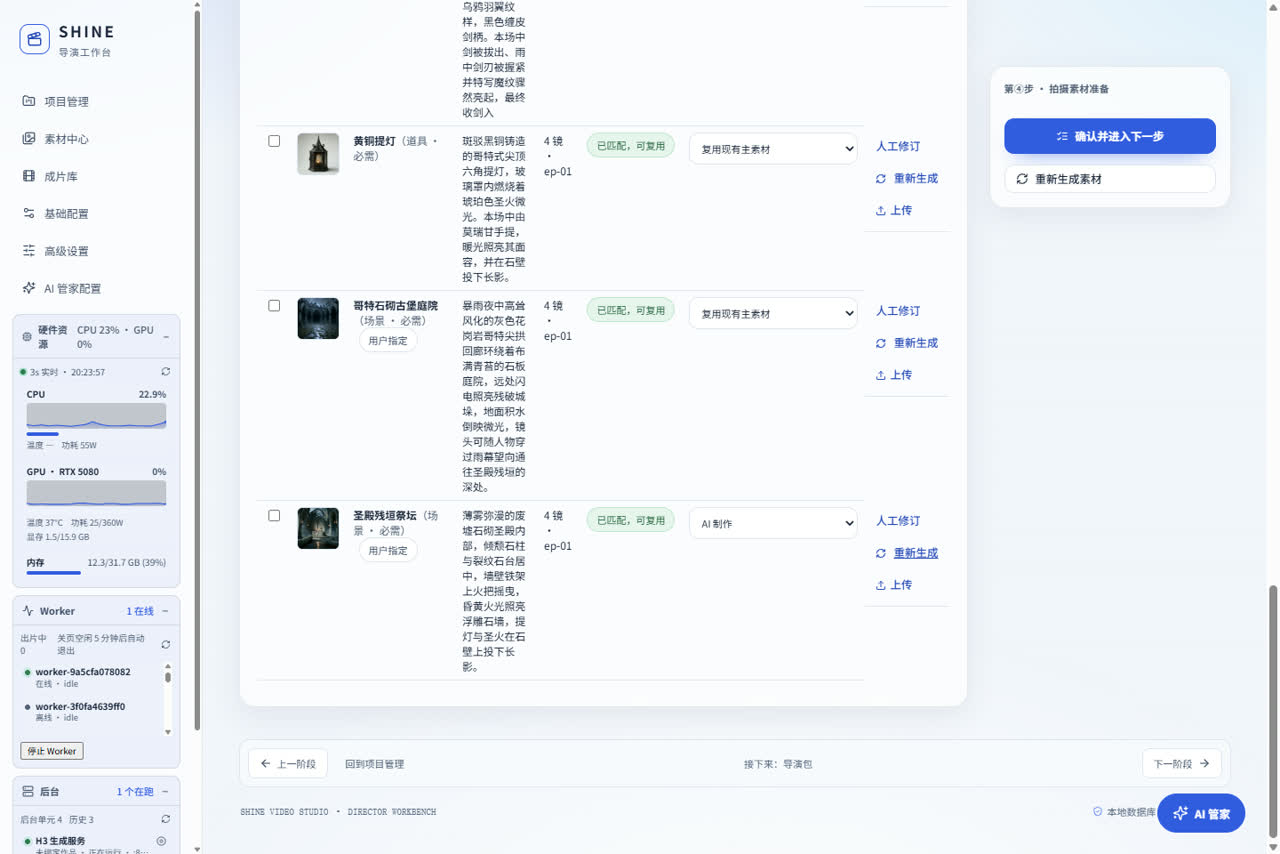 SHINE
导演工作台
项目管理
素材中心
成片库
基础配置
高级设置
AI 管家配置
硬件资源
CPU 23% · GPU 0%
3s 实时 · 20:23:57
CPU 22.9%
温度 — 功耗 55W
GPU · RTX 5080 0%
温度 37°C 功耗 25/360W
显存 1.5/15.9 GB
内存 12.3/31.7 GB (39%)
Worker 1 在线
出片中 0
关页空闲 5 分钟后自动退出
worker-9a5cfa078082
在线 · idle
worker-3f0fa4639ff0
离线 · idle
停止 Worker
后台 1 个在跑
后台单元 4 历史 3
H3 生成服务
乌鸦羽翼纹
样，黑色缠皮
剑柄。本场中
剑被拔出、雨
中剑刃被握紧
并特写魔纹骤
然亮起，最终
收剑入
黄铜提灯（道具 ·
必需）
斑驳黑铜铸造
的哥特式尖顶
六角提灯，玻
璃罩内燃烧着
琥珀色圣火微
光。本场中由
莫瑞甘手提，
暖光照亮其面
容，并在石壁
投下长影。
4 镜
·
ep-01
已匹配，可复用
复用现有主素材
人工修订
重新生成
上传
哥特石砌古堡庭院
（场景 · 必需）
用户指定
暴雨夜中高耸
风化的灰色花
岗岩哥特尖拱
回廊环绕着布
满青苔的石板
庭院，远处闪
电照亮残破城
垛，地面积水
倒映微光，镜
头可随人物穿
过雨幕望向通
往圣殿残垣的
深处。
4 镜
·
ep-01
已匹配，可复用
复用现有主素材
人工修订
重新生成
上传
圣殿残垣祭坛（场
景 · 必需）
用户指定
薄雾弥漫的废
墟石砌圣殿内
部，倾颓石柱
与裂纹石台居
中，墙壁铁架
上火把摇曳，
昏黄火光照亮
浮雕石墙，提
灯与圣火在石
壁上投下长
影。
4 镜
·
ep-01
已匹配，可复用
AI 制作
人工修订
重新生成
上传
第④步 · 拍摄素材准备
确认并进入下一步
重新生成素材
上一阶段
回到项目管理
接下来：导演包
下一阶段
SHINE VIDEO STUDIO · DIRECTOR WORKBENCH
本地数据库
AI 管家